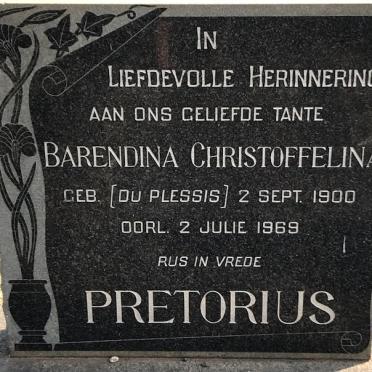 IN
LIEFDEVOLLE HERINNERING
AAN ONS GELIEFDE TANTE
BARENDINA CHRISTOFFELINA
GEB. [DU PLESSIS] 2 SEPT. 1900
OORL. 2 JULIE 1969
RUS IN VREDE
PRETORIUS